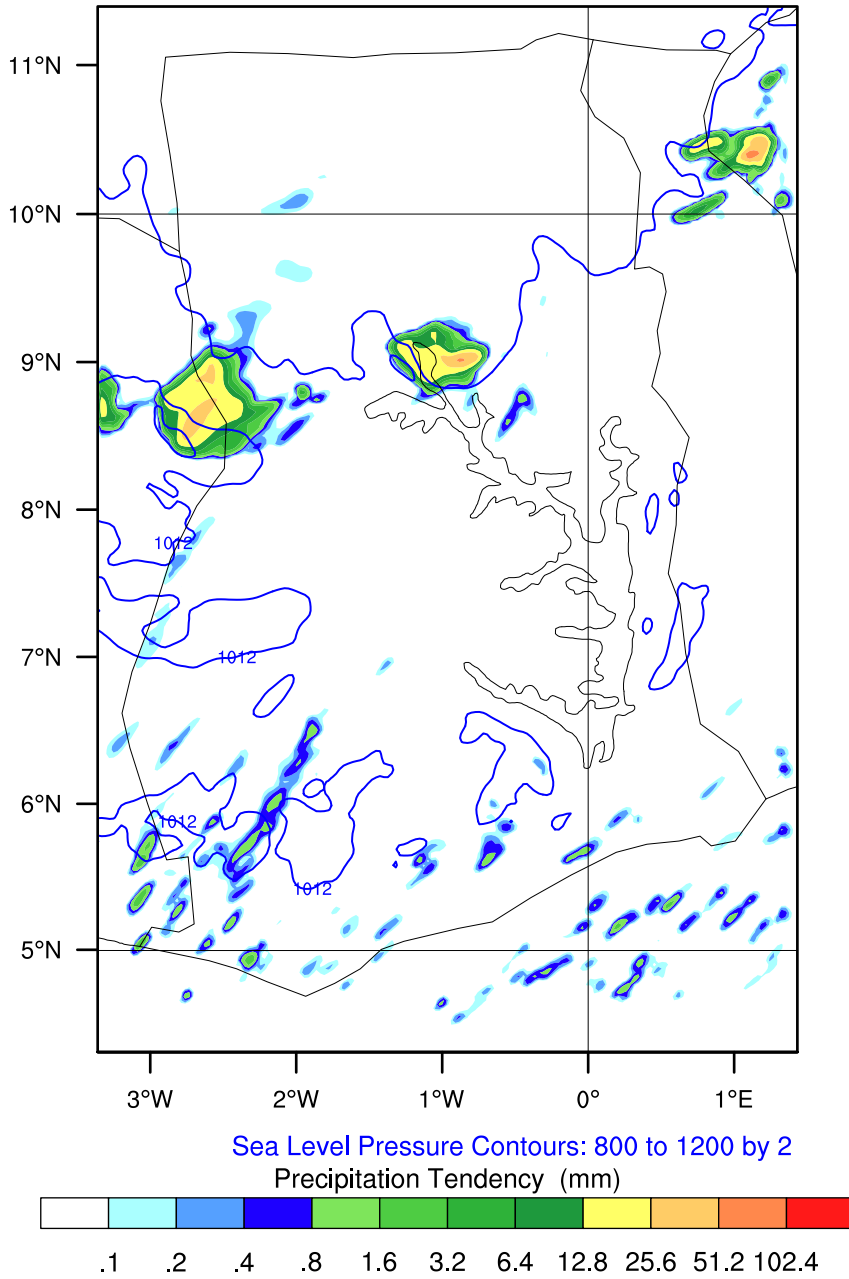 11°N
10°N
9°N
8°N
1012
7°N
1012
6°N
1012
1012
5°N
3°W 2°W 1°W 0° 1°E
Sea Level Pressure Contours: 800 to 1200 by 2
Precipitation Tendency (mm)
.1 .2 .4 .8 1.6 3.2 6.4 12.8 25.6 51.2 102.4